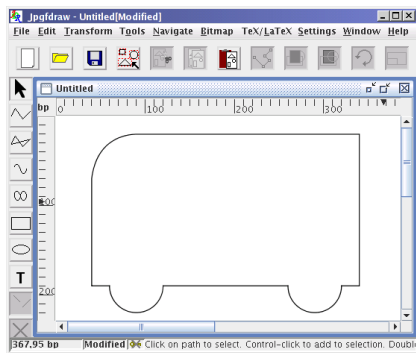 Jpgfdraw - Untitled[Modified]
File Edit Transform Tools Navigate Bitmap TeX/LaTeX Settings Window Help
Untitled
bp 0 100 200 300
100
200
T
367.95 bp Modified Click on path to select. Control-click to add to selection. Doubl